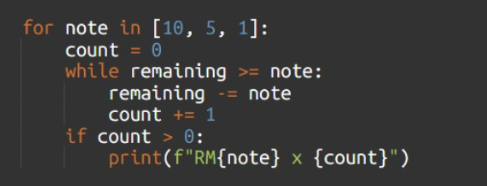 for note in [10, 5, 1]:
    count = 0
    while remaining >= note:
        remaining -= note
        count += 1
    if count > 0:
        print(f"RM{note} x {count}")